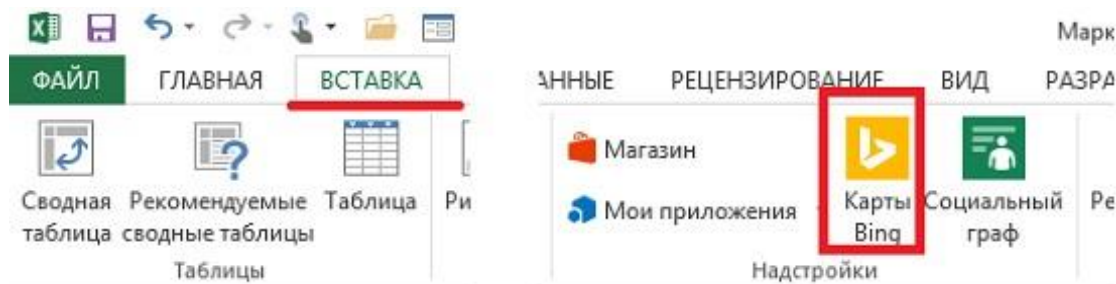 Марк
ФАЙЛ ГЛАВНАЯ ВСТАВКА
АННЫЕ РЕЦЕНЗИРОВАНИЕ ВИД РАЗРА
Сводная таблица
Рекомендуемые сводные таблицы
Таблица
Ри
Таблицы
Магазин
Мои приложения
Карты Bing
Социальный граф
Ре
Надстройки